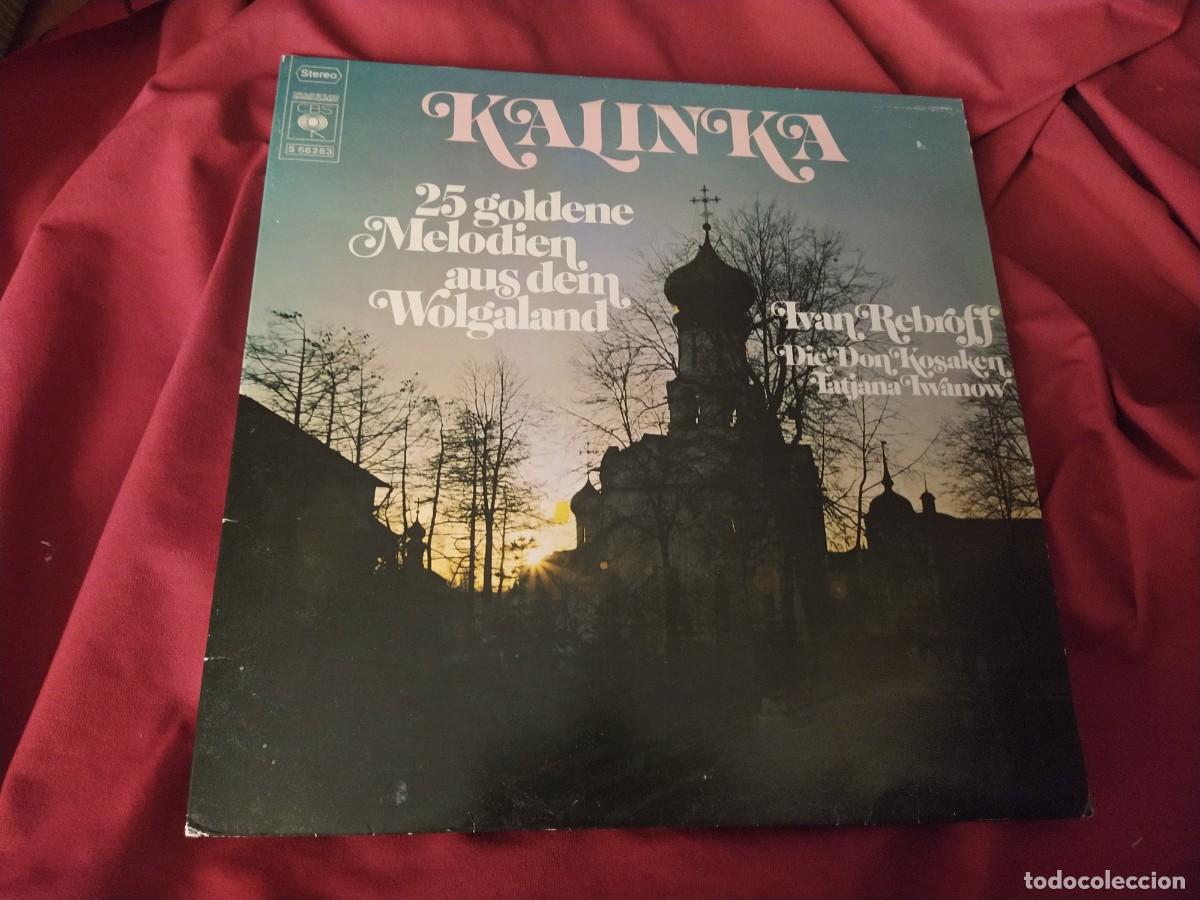 Stereo
CBS
S 66283
KALINKA
25 goldene
Melodien
aus dem
Wolgaland
Ivan Rebroff
Die Don Kosaken
Tatjana Iwanow
todocoleccion